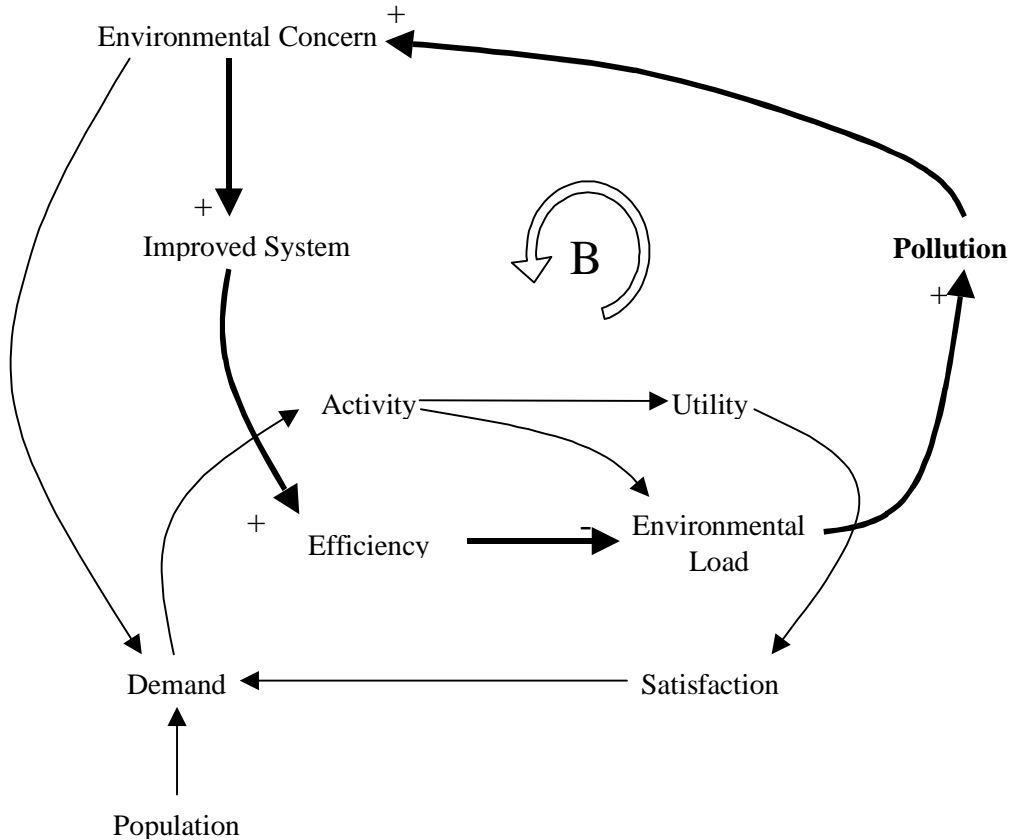 +
Environmental Concern
+
Improved System
B
Pollution
+
Activity
Utility
+
Efficiency
-
Environmental
Load
Demand
Satisfaction
Population